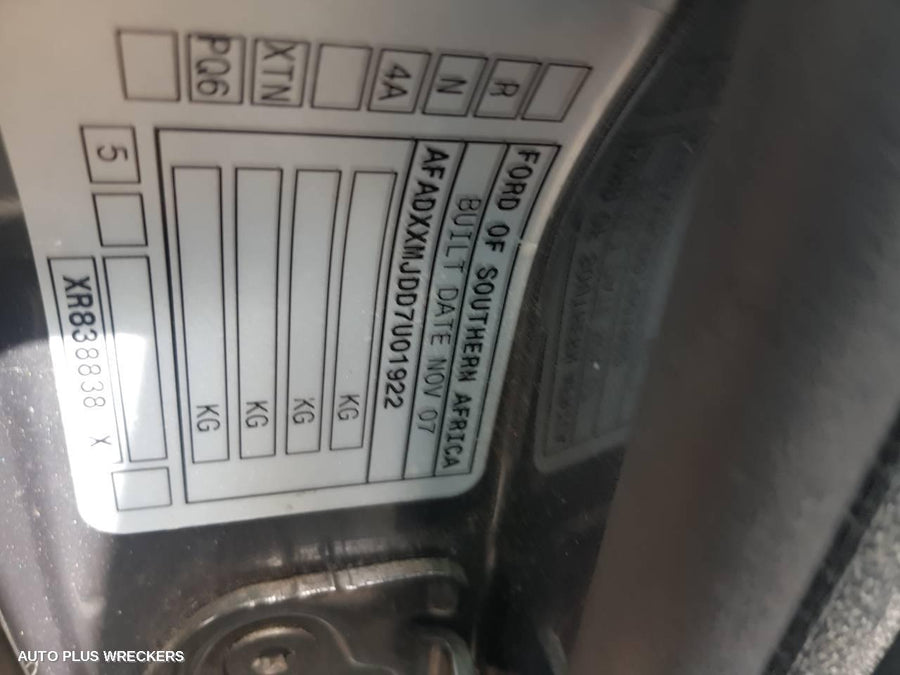 FORD OF SOUTHERN AFRICA
BUILT DATE NOV 07
AFADXXMJDD7U01922
KG
KG
KG
KG
R
N
4A
XTN
PQ6
5
XR838838 X
AUTO PLUS WRECKERS